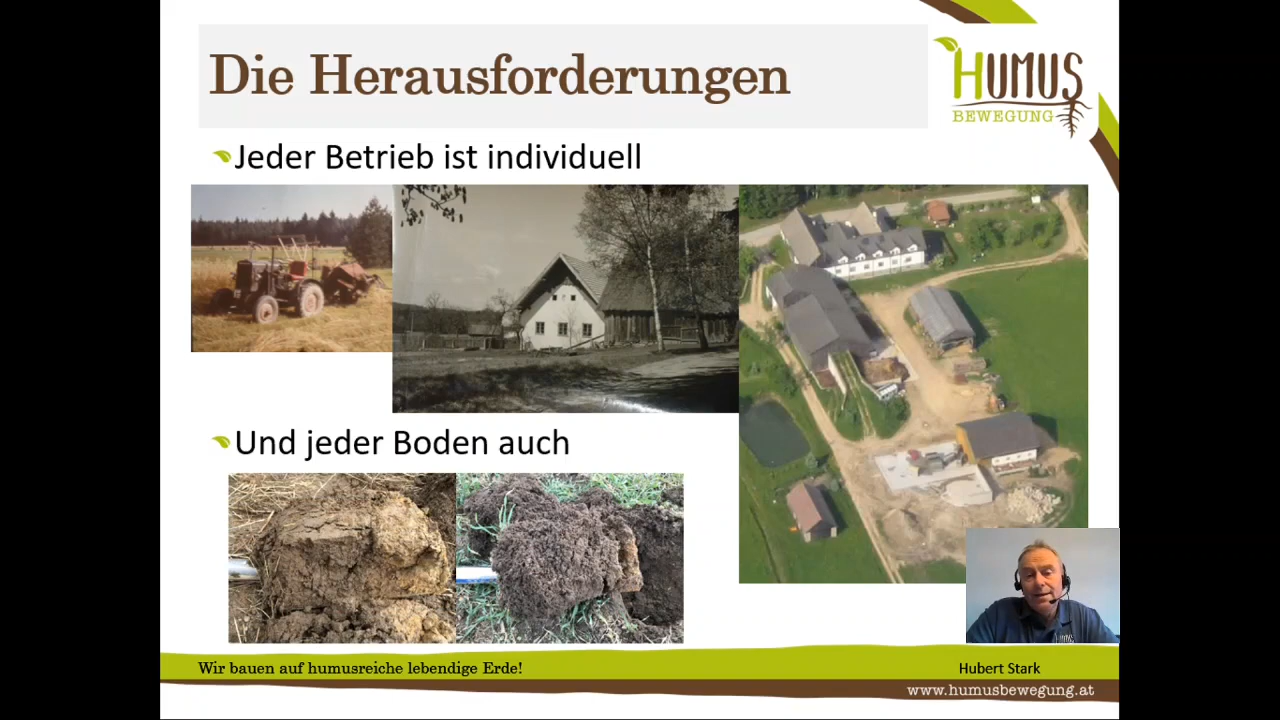 Die Herausforderungen
HUMUS
BEWEGUNG
Jeder Betrieb ist individuell
Und jeder Boden auch
HUMUS
Wir bauen auf humusreiche lebendige Erde!
Hubert Stark
www.humusbewegung.at